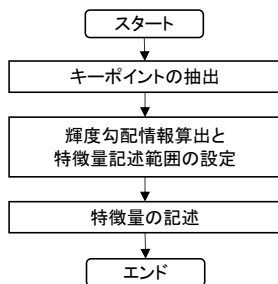 スタート
キーポイントの抽出
輝度勾配情報算出と
特徴量記述範囲の設定
特徴量の記述
エンド